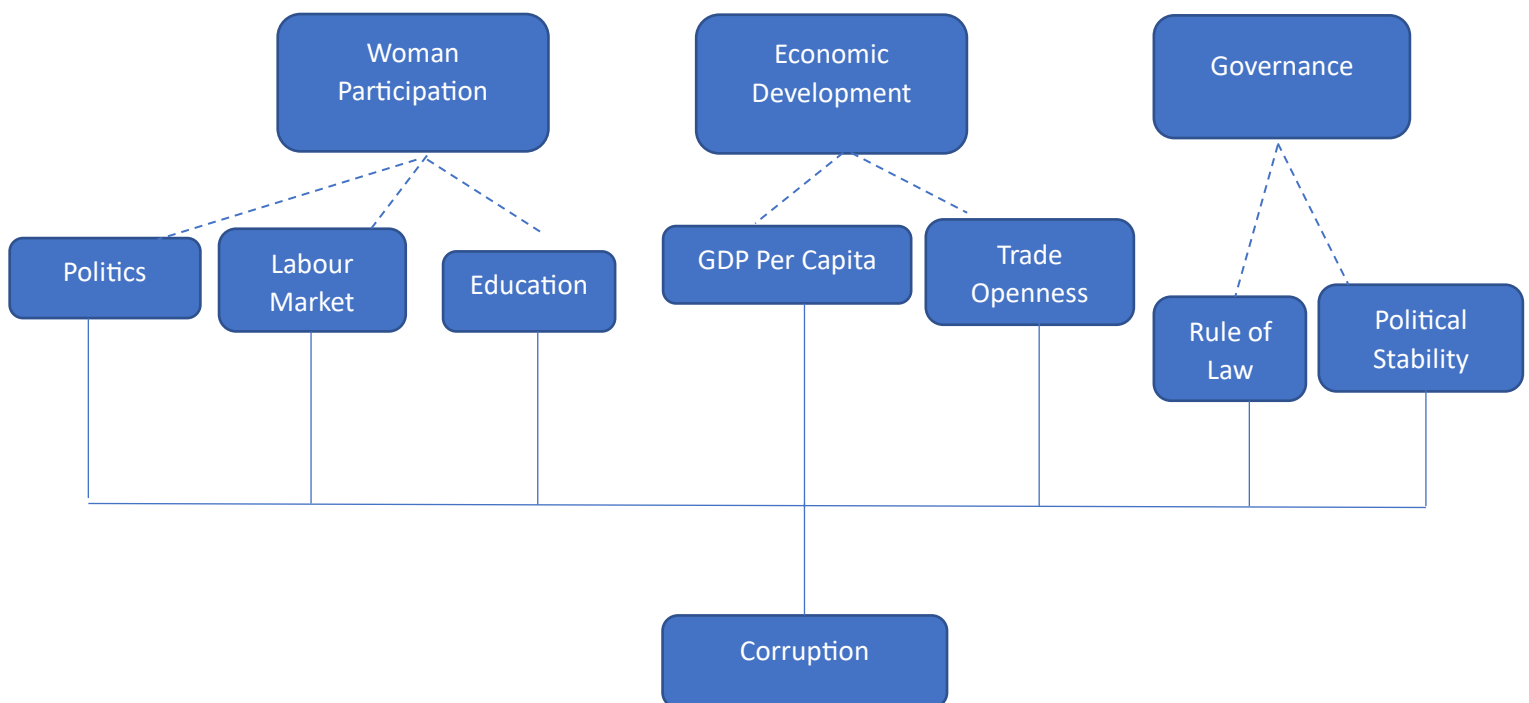 Woman
Participation
Economic
Development
Governance
Politics
Labour
Market
Education
GDP Per Capita
Trade
Openness
Rule of
Law
Political
Stability
Corruption